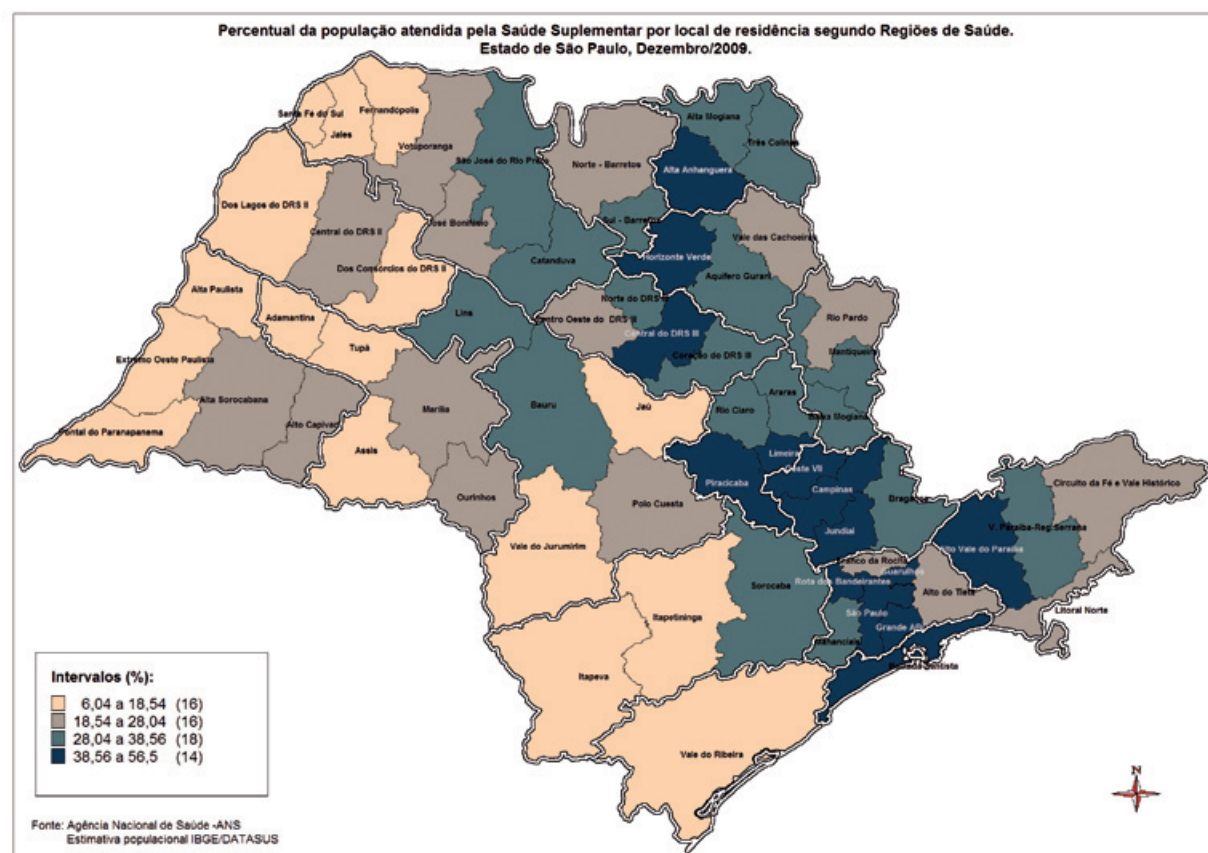 Percentual da população atendida pela Saúde Suplementar por local de residência segundo Regiões de Saúde.
Estado de São Paulo, Dezembro/2009.
Santa Fé do Sul
Fernandópolis
Jales
Votuporanga
São José do Rio Preto
Norte - Barretos
Alta Mogiana
Três Colinas
Alta Anhanguera
Dos Lagos do DRS II
Central do DRS II
José Bonifásio
Sul - Barretos
Vale das Cachoeiras
Horizonte Verde
Dos Consórcios do DRS II
Catanduva
Aquífero Gurani
Alta Paulista
Adamantina
Lins
Norte do DRS III
Centro Oeste do DRS III
Rio Pardo
Central do DRS III
Tupã
Mantiqueira
Extremo Oeste Paulista
Coração do DRS III
Alta Sorocabana
Marília
Bauru
Jaú
Araras
Rio Claro
Baixa Mogiana
Pontal do Paranapanema
Alto Capivari
Assis
Limeira
Oeste VII
Piracicaba
Campinas
Circuito da Fé e Vale Histórico
Ourinhos
Polo Cuesta
Bragança
Jundiaí
V. Paraíba-Reg.Serrana
Vale do Jurumirim
Alto Vale do Paraíba
Franco da Rocha
Guarulhos
Rota dos Bandeirantes
Sorocaba
Alto do Tietê
Itapetininga
São Paulo
Litoral Norte
Grande ABC
Mananciais
Baixada Santista
Itapeva
Vale do Ribeira
Intervalos (%):
6,04 a 18,54 (16)
18,54 a 28,04 (16)
28,04 a 38,56 (18)
38,56 a 56,5 (14)
N
Fonte: Agência Nacional de Saúde -ANS
Estimativa populacional IBGE/DATASUS